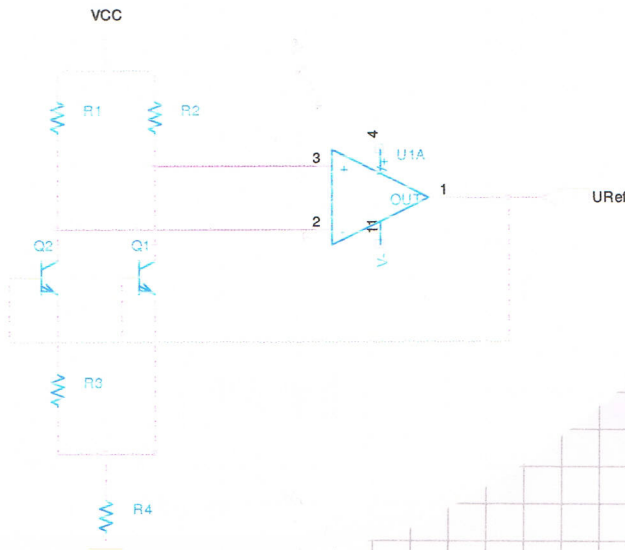 VCC
R1
R2
3
4
U1A
V+
+
OUT
1
URef
2
-
11
V-
Q2
Q1
R3
R4